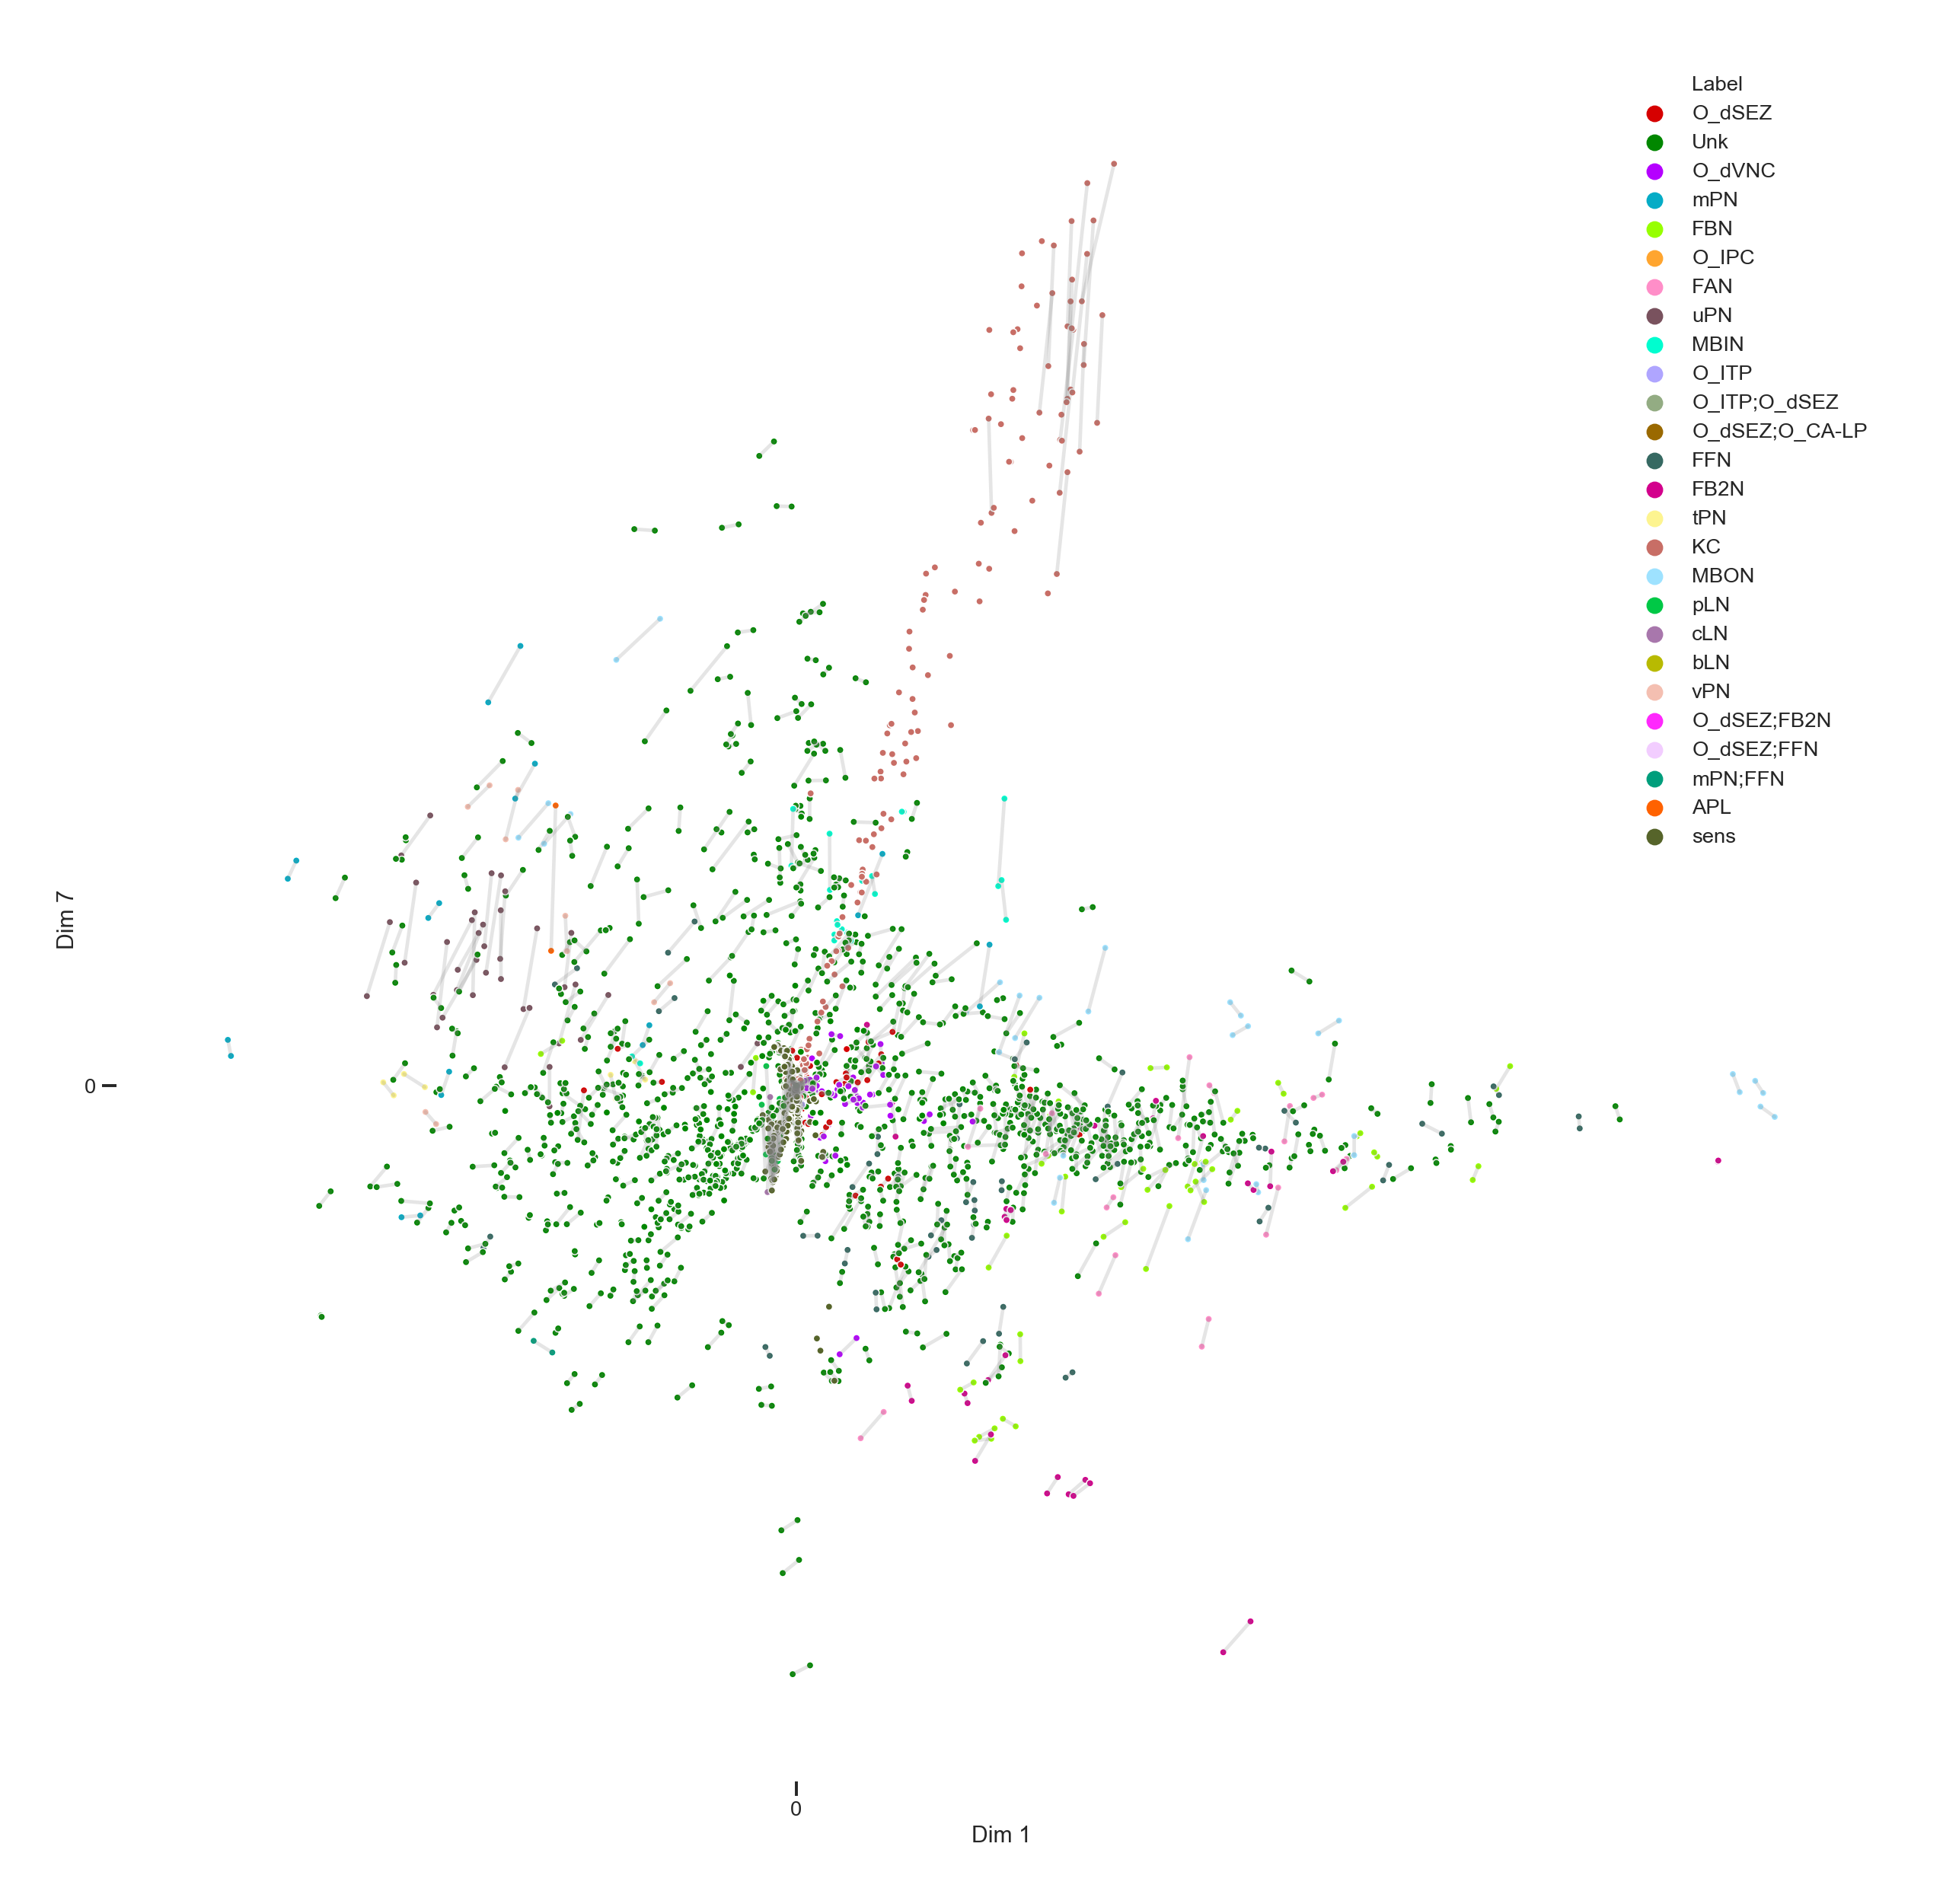 Label
O_dSEZ
Unk
O_dVNC
mPN
FBN
O_IPC
FAN
uPN
MBIN
O_ITP
O_ITP;O_dSEZ
O_dSEZ;O_CA-LP
FFN
FB2N
tPN
KC
MBON
pLN
cLN
bLN
vPN
O_dSEZ;FB2N
O_dSEZ;FFN
mPN;FFN
APL
sens
Dim 7
0
0
Dim 1